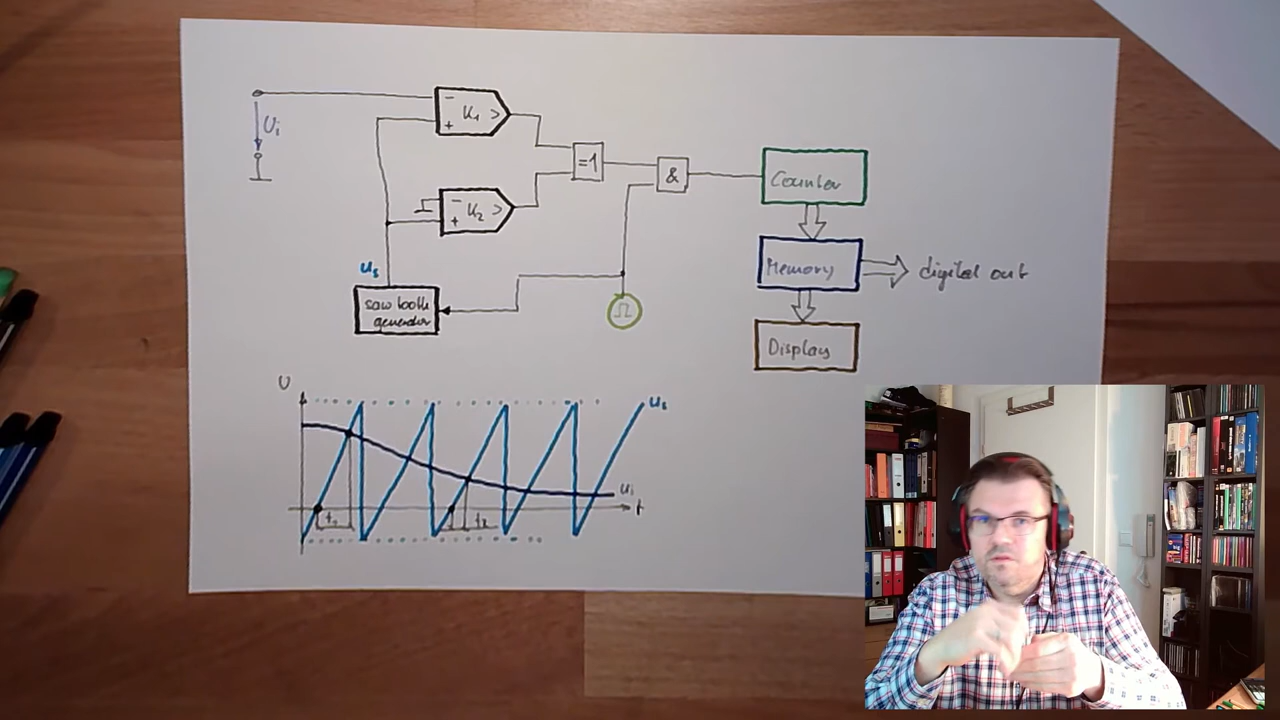 Ui
-
K1 >
+
=1
&
Counter
-
K2 >
+
Memory
digital out
us
saw tooth
generator
Display
U
us
ui
t
t1
t2